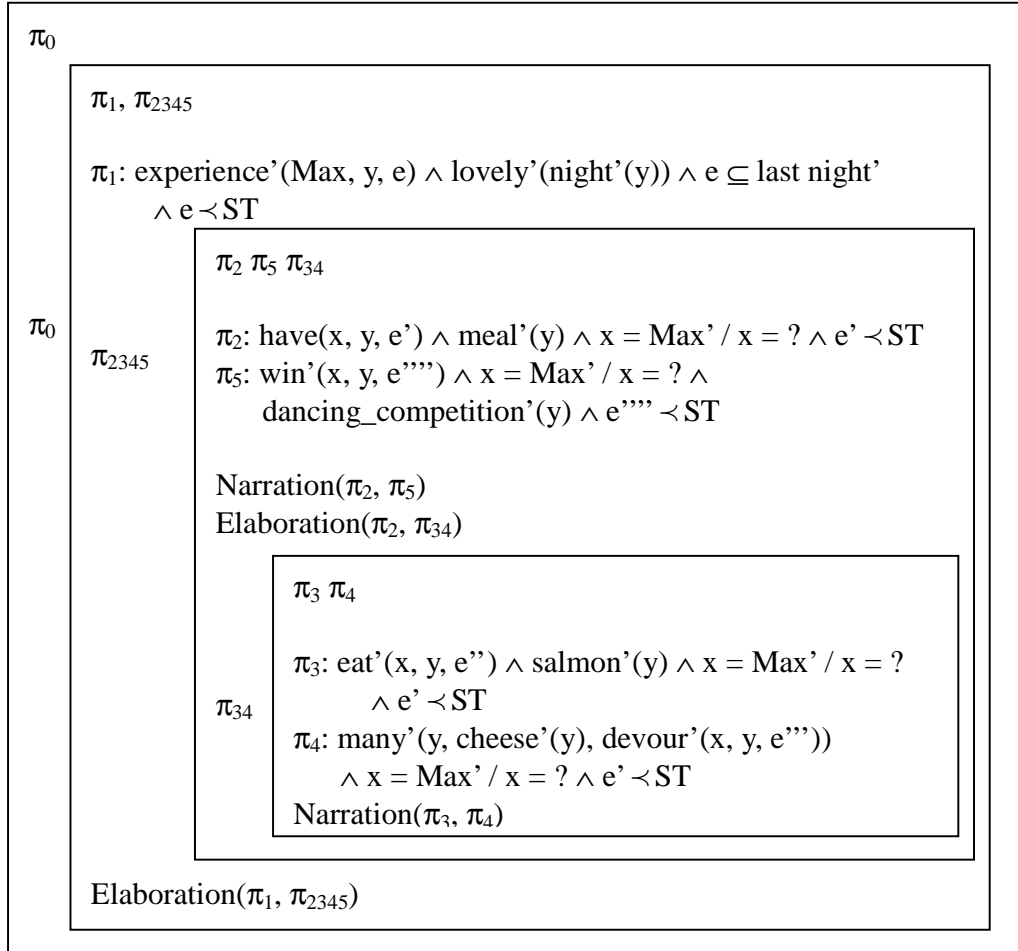 π0
π1, π2345
π1: experience’(Max, y, e) ∧ lovely’(night’(y)) ∧ e ⊆ last night’
∧ e ≺ ST
π2 π5 π34
π0
π2345
π2: have(x, y, e’) ∧ meal’(y) ∧ x = Max’ / x = ? ∧ e’ ≺ ST
π5: win’(x, y, e’’’’) ∧ x = Max’ / x = ? ∧
dancing_competition’(y) ∧ e’’’’ ≺ ST
Narration(π2, π5)
Elaboration(π2, π34)
π3 π4
π34
π3: eat’(x, y, e’’) ∧ salmon’(y) ∧ x = Max’ / x = ?
∧ e’ ≺ ST
π4: many’(y, cheese’(y), devour’(x, y, e’’’))
∧ x = Max’ / x = ? ∧ e’ ≺ ST
Narration(π3, π4)
Elaboration(π1, π2345)